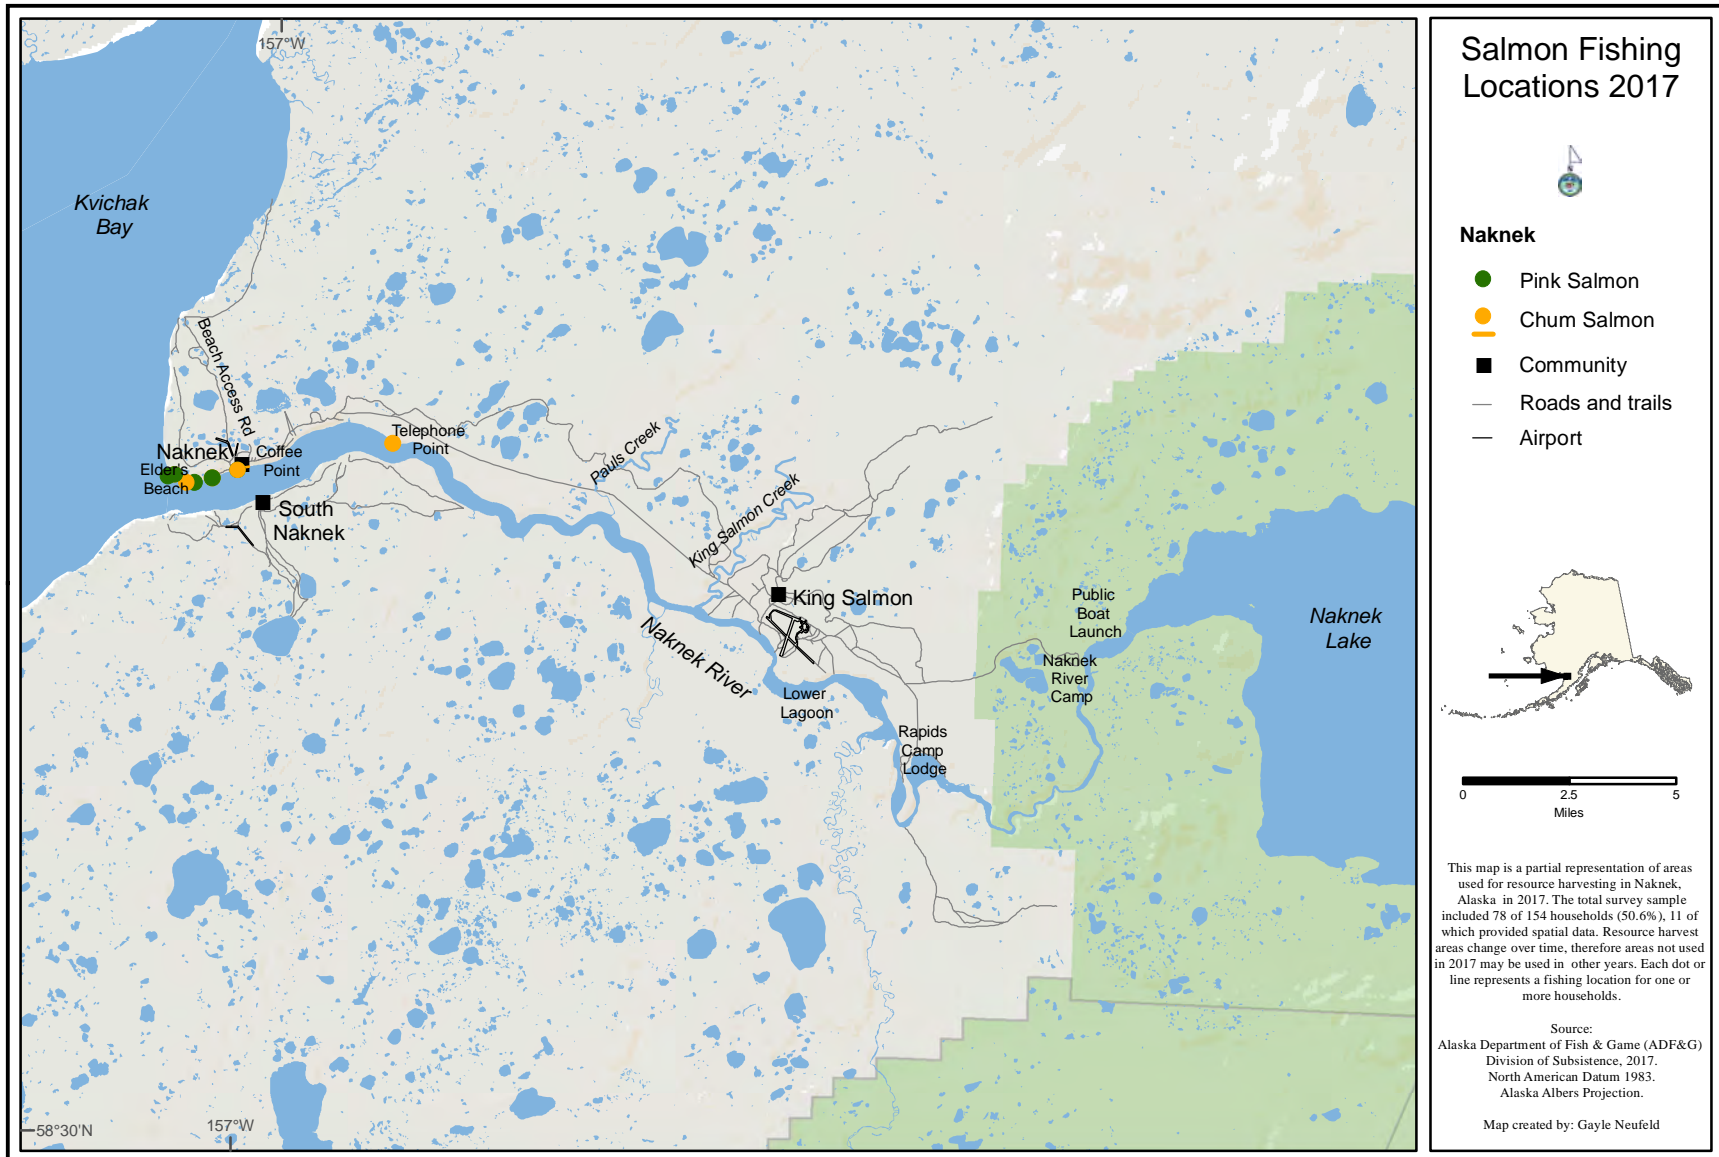 157°W
Kvichak
Bay
Beach Access Rd
Naknek
Coffee
Point
Telephone
Point
Elder's
Beach
South
Naknek
Pauls Creek
King Salmon Creek
King Salmon
Naknek River
Lower
Lagoon
Rapids
Camp
Lodge
Public
Boat
Launch
Naknek
River
Camp
Naknek
Lake
58°30'N
157°W
Salmon Fishing
Locations 2017
Naknek
Pink Salmon
Chum Salmon
Community
Roads and trails
Airport
0 2.5 5
Miles
This map is a partial representation of areas
used for resource harvesting in Naknek,
Alaska in 2017. The total survey sample
included 78 of 154 households (50.6%), 11 of
which provided spatial data. Resource harvest
areas change over time, therefore areas not used
in 2017 may be used in other years. Each dot or
line represents a fishing location for one or
more households.
Source:
Alaska Department of Fish & Game (ADF&G)
Division of Subsistence, 2017.
North American Datum 1983.
Alaska Albers Projection.
Map created by: Gayle Neufeld